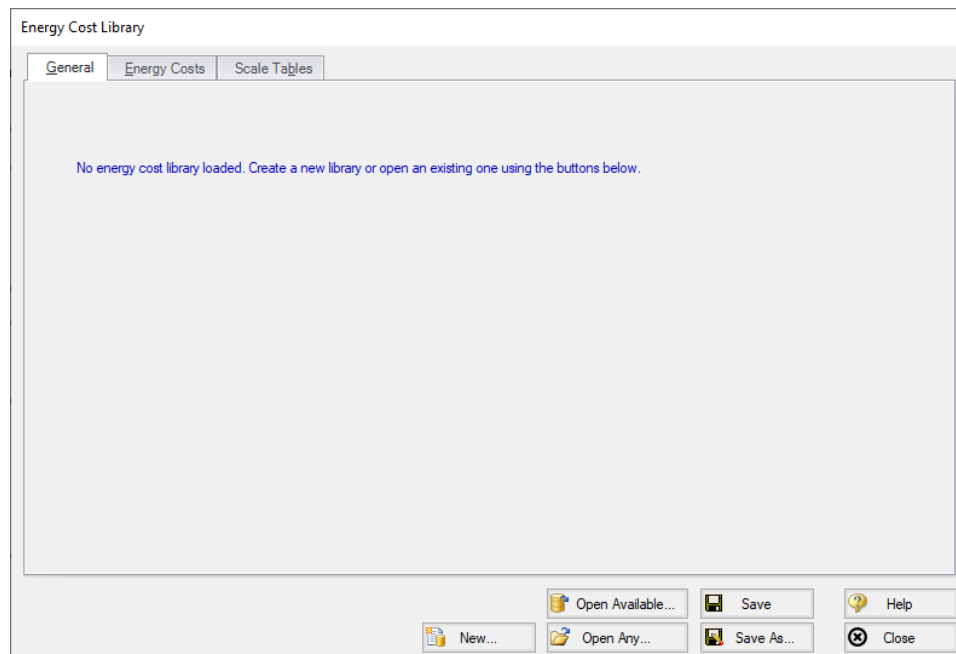 Energy Cost Library
General Energy Costs Scale Tables
No energy cost library loaded. Create a new library or open an existing one using the buttons below.
Open Available... Save Help
New... Open Any... Save As... Close